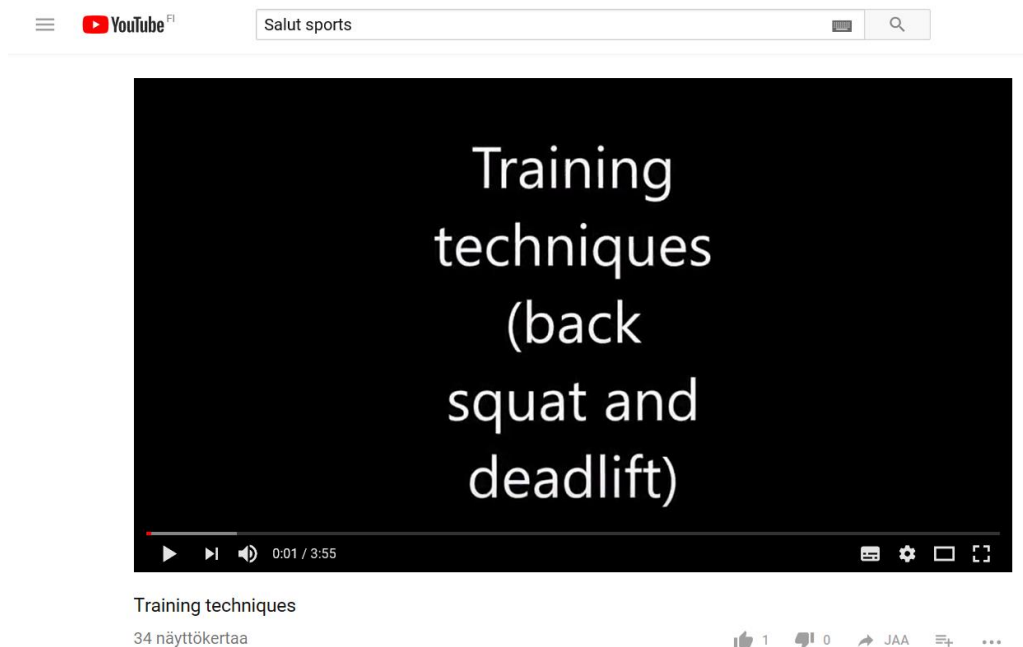 YouTube FI
Salut sports
Training
techniques
(back
squat and
deadlift)
0:01 / 3:55
Training techniques
34 näyttökertaa
1 0 JAA